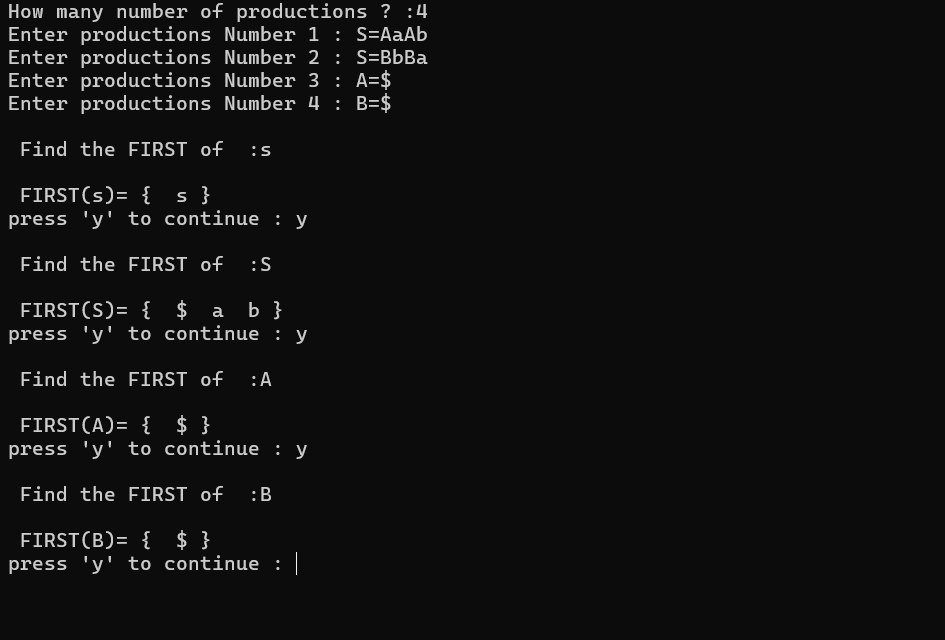 How many number of productions ? :4
Enter productions Number 1 : S=AaAb
Enter productions Number 2 : S=BbBa
Enter productions Number 3 : A=$
Enter productions Number 4 : B=$
Find the FIRST of  :s
FIRST(s)= {  s }
press 'y' to continue : y
Find the FIRST of  :S
FIRST(S)= {  $  a  b }
press 'y' to continue : y
Find the FIRST of  :A
FIRST(A)= {  $ }
press 'y' to continue : y
Find the FIRST of  :B
FIRST(B)= {  $ }
press 'y' to continue :